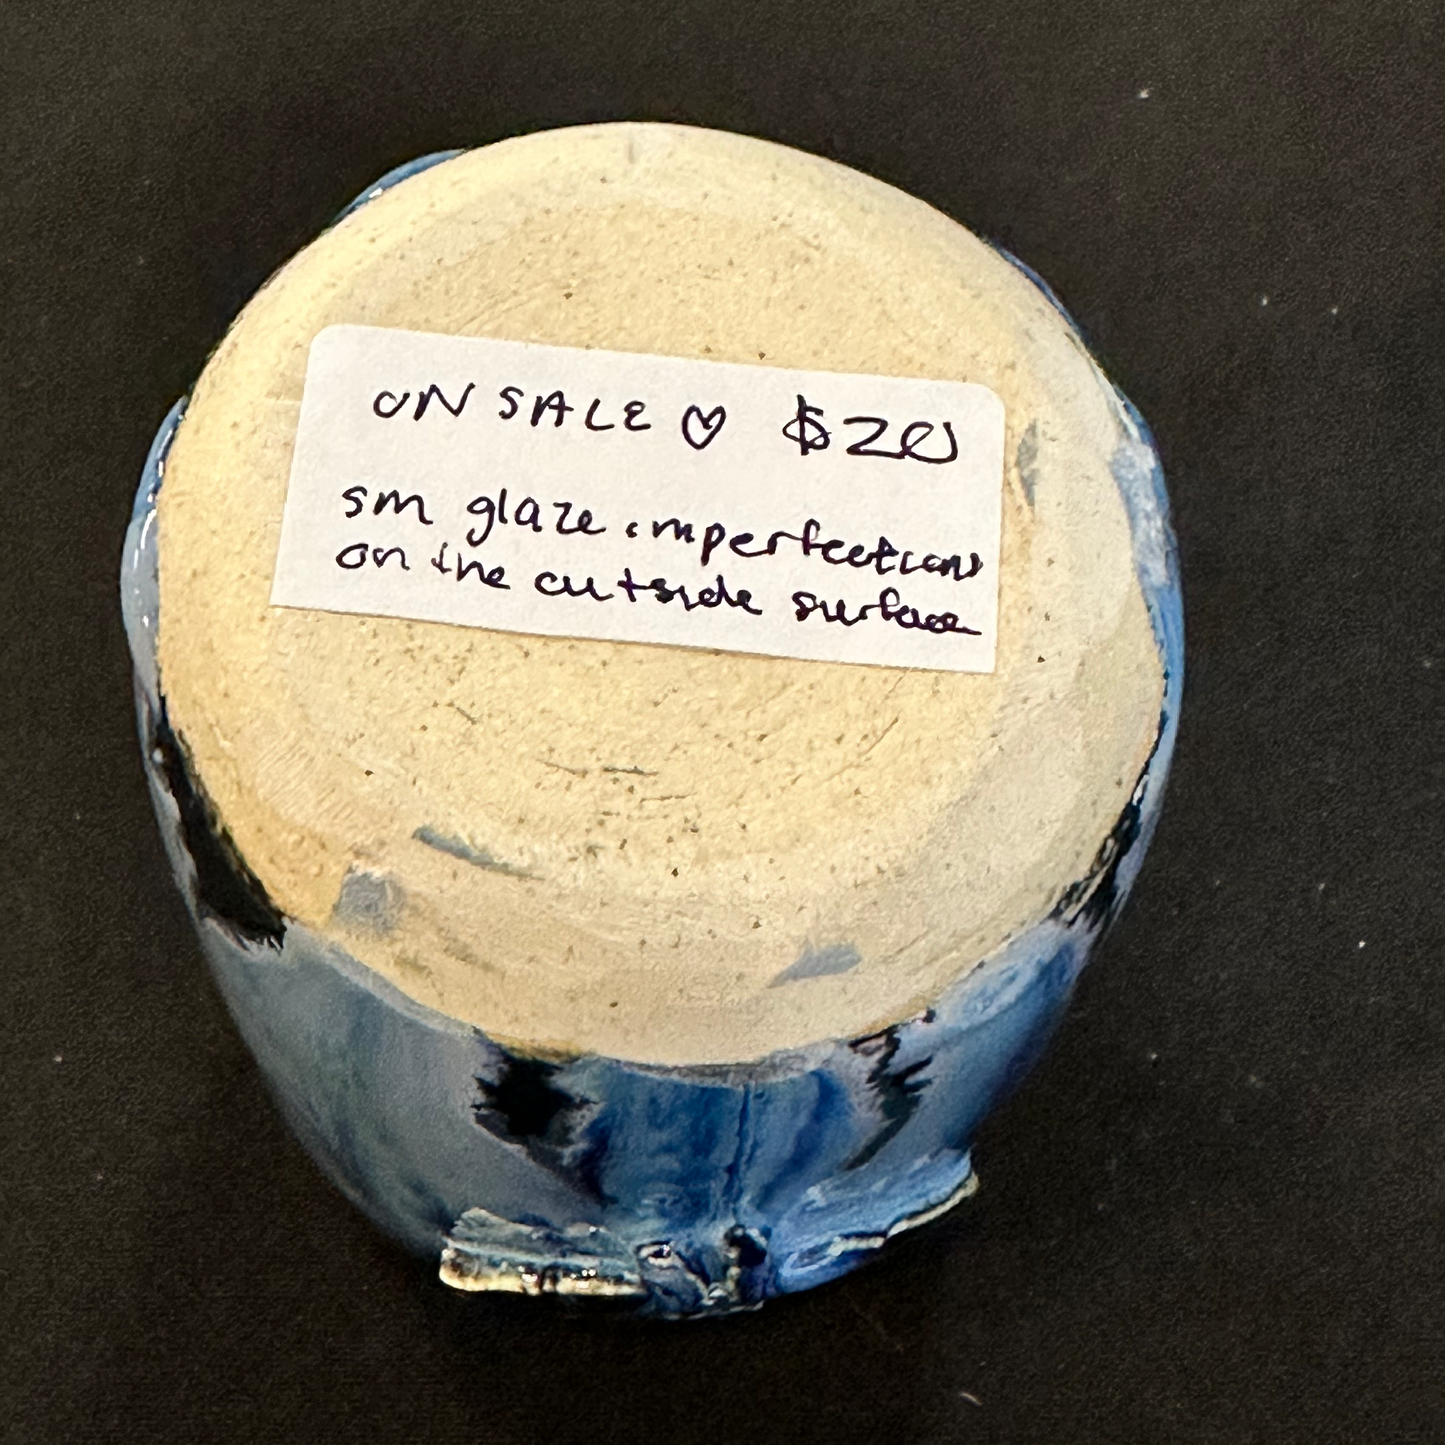 ON SALE ♡ $20
sm glaze imperfections
on the outside surface